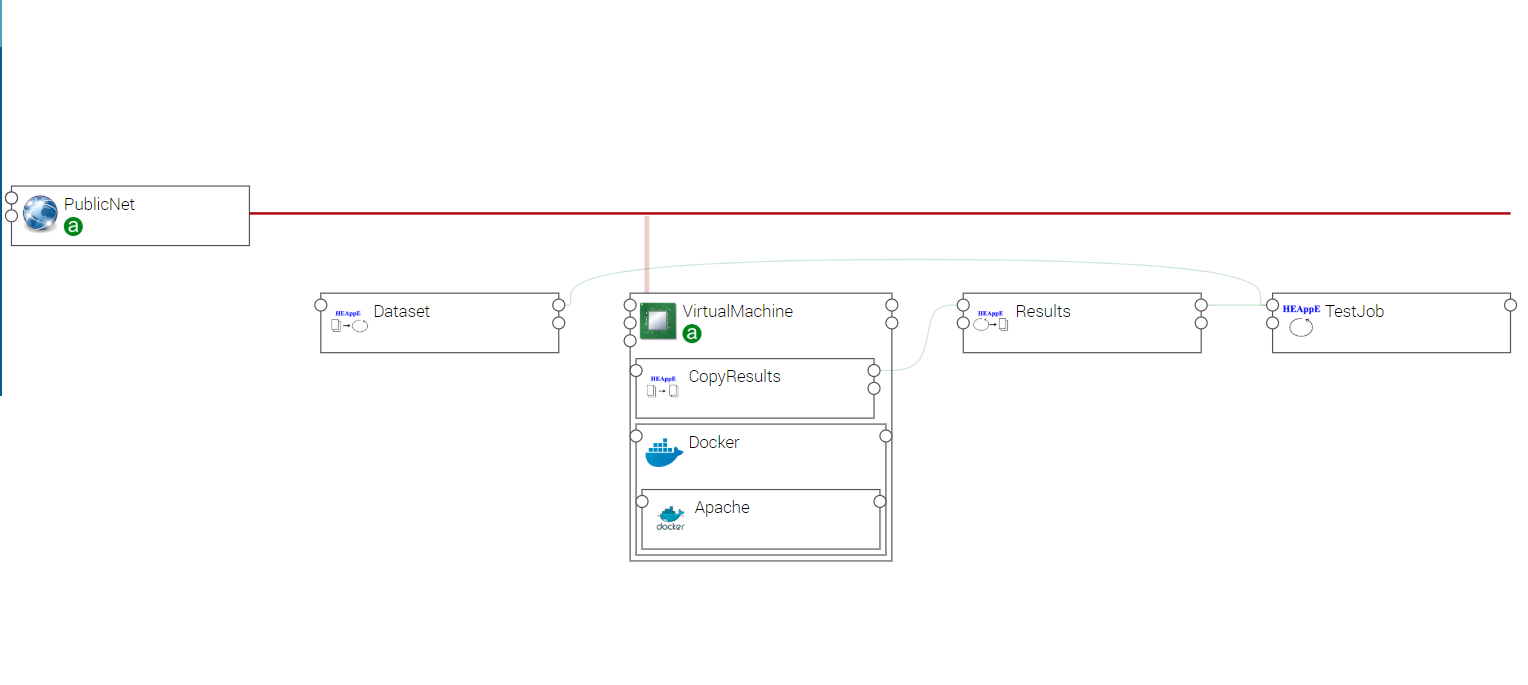 PublicNet
a
HEAppE
Dataset
VirtualMachine
a
HEAppE
Results
HEAppE
TestJob
HEAppE
CopyResults
Docker
Apache
docker